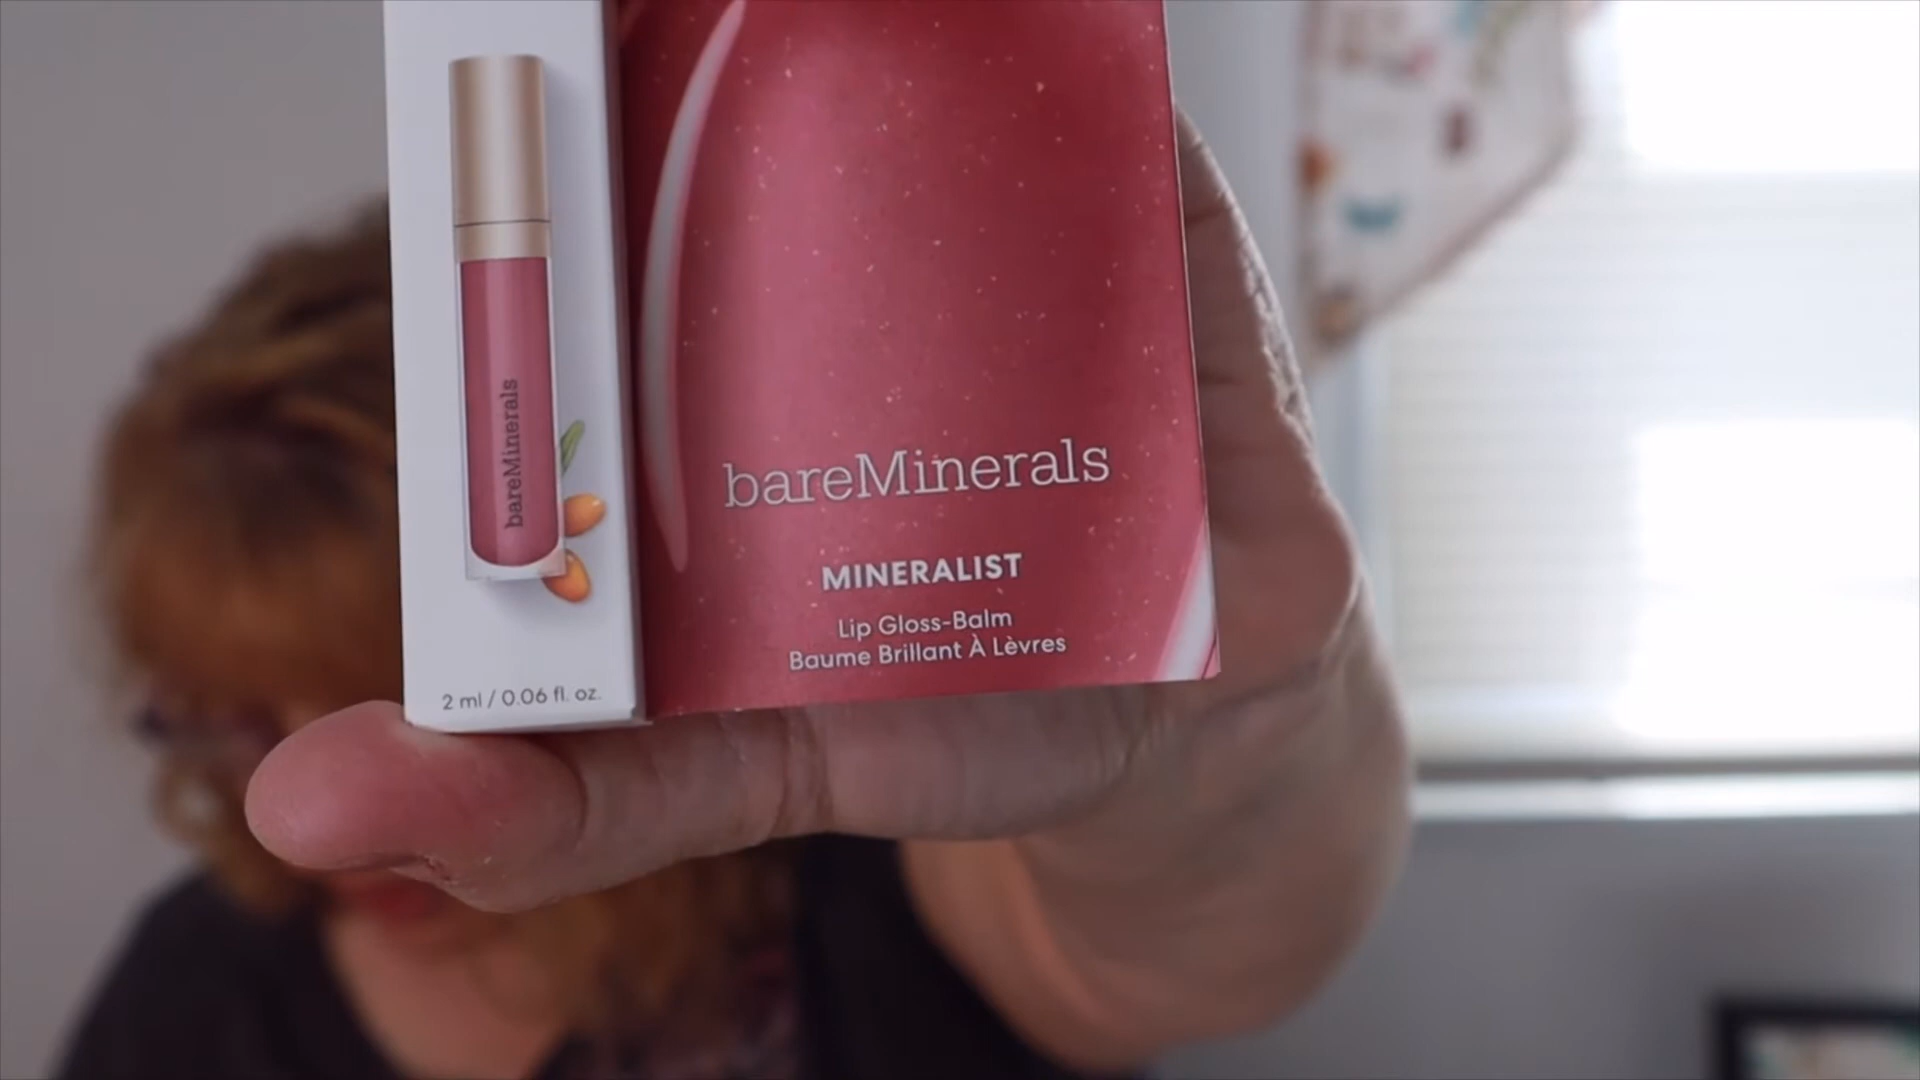 bareMinerals
2 ml / 0.06 fl. oz.
bareMinerals
MINERALIST
Lip Gloss-Balm
Baume Brillant À Lèvres